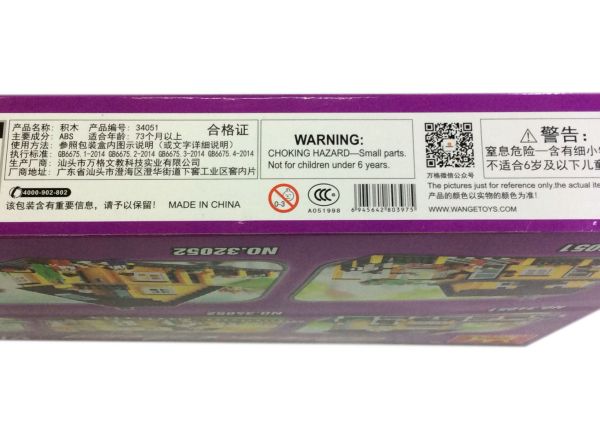 产品名称: 积木 产品编号: 34051
主要成分: ABS 适合年龄: 73个月以上
合格证
使用方法: 参照包装盒内图示说明（或文字详细说明）
执行标准: GB6675.1-2014 GB6675.2-2014 GB6675.3-2014 GB6675.4-2014
生产厂商: 汕头市万格文教科技实业有限公司
厂商地址: 广东省汕头市澄海区澄华街道下窖工业区窖内片
4000-902-802
该包装含有重要信息，请予以保留！
MADE IN CHINA
WARNING:
CHOKING HAZARD—Small parts.
Not for children under 6 years.
0-3
CCC
A051998
6 945642 803975
万格微信公众号
警告:
窒息危险—含有细小
不适合6岁及以下儿
The pictures just for reference only,the actual
产品的颜色以实物的颜色为准!
WWW.WANGETOYS.COM
NO.32052